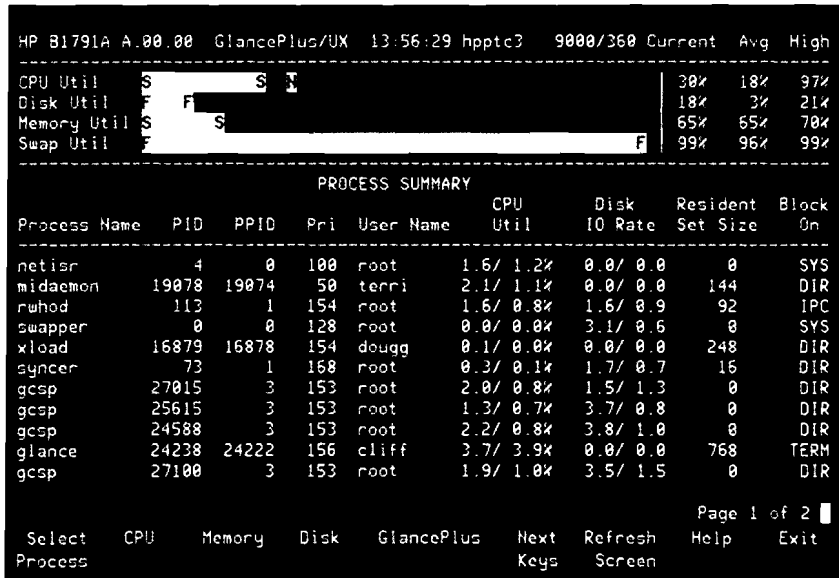 HP B1791A A.00.00 GlancePlus/UX 13:56:29 hpptc3 9000/360 Current Avg High
CPU Util S S N 30% 18% 97%
Disk Util F F 18% 3% 21%
Memory Util S S 65% 65% 70%
Swap Util F F 99% 96% 99%
PROCESS SUMMARY
CPU Disk Resident Block
Process Name PID PPID Pri User Name Util IO Rate Set Size On
netisr 4 0 100 root 1.6/ 1.2% 0.0/ 0.0 0 SYS
midaemon 19078 19074 50 terri 2.1/ 1.1% 0.0/ 0.0 144 DIR
rwhod 113 1 154 root 1.6/ 0.8% 1.6/ 0.9 92 IPC
swapper 0 0 128 root 0.0/ 0.0% 3.1/ 0.6 0 SYS
xload 16879 16878 154 dougg 0.1/ 0.0% 0.0/ 0.0 248 DIR
syncer 73 1 168 root 0.3/ 0.1% 1.7/ 0.7 16 DIR
gcsp 27015 3 153 root 2.0/ 0.8% 1.5/ 1.3 0 DIR
gcsp 25615 3 153 root 1.3/ 0.7% 3.7/ 0.8 0 DIR
gcsp 24588 3 153 root 2.2/ 0.8% 3.8/ 1.0 0 DIR
glance 24238 24222 156 cliff 3.7/ 3.9% 0.0/ 0.0 768 TERM
gcsp 27100 3 153 root 1.9/ 1.0% 3.5/ 1.5 0 DIR
Page 1 of 2
Select CPU Memory Disk GlancePlus Next Refresh Help Exit
Process Keys Screen